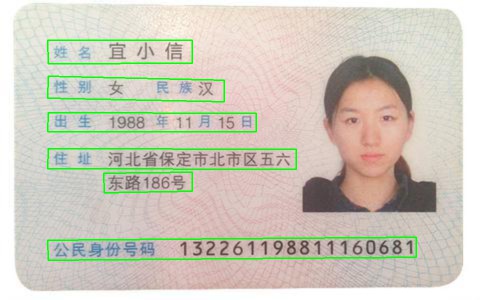 姓名 宜小信
性别 女 民族 汉
出生 1988 年 11 月 15 日
住址 河北省保定市北市区五六
东路186号
公民身份号码 132261198811160681